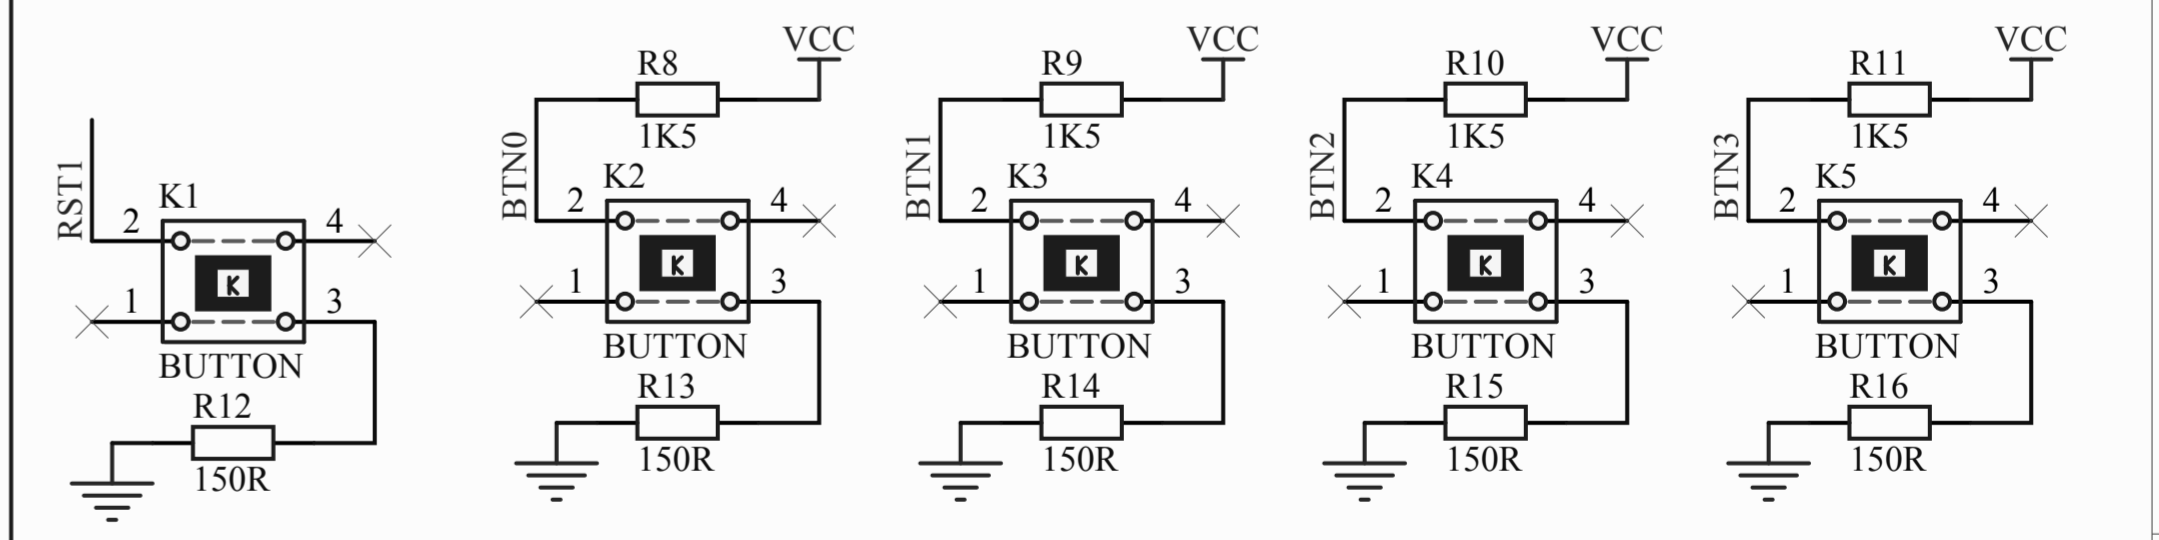 RST1
K1
2
4
K
1
3
BUTTON
R12
150R
VCC
R8
1K5
BTN0
K2
2
4
K
1
3
BUTTON
R13
150R
VCC
R9
1K5
BTN1
K3
2
4
K
1
3
BUTTON
R14
150R
VCC
R10
1K5
BTN2
K4
2
4
K
1
3
BUTTON
R15
150R
VCC
R11
1K5
BTN3
K5
2
4
K
1
3
BUTTON
R16
150R